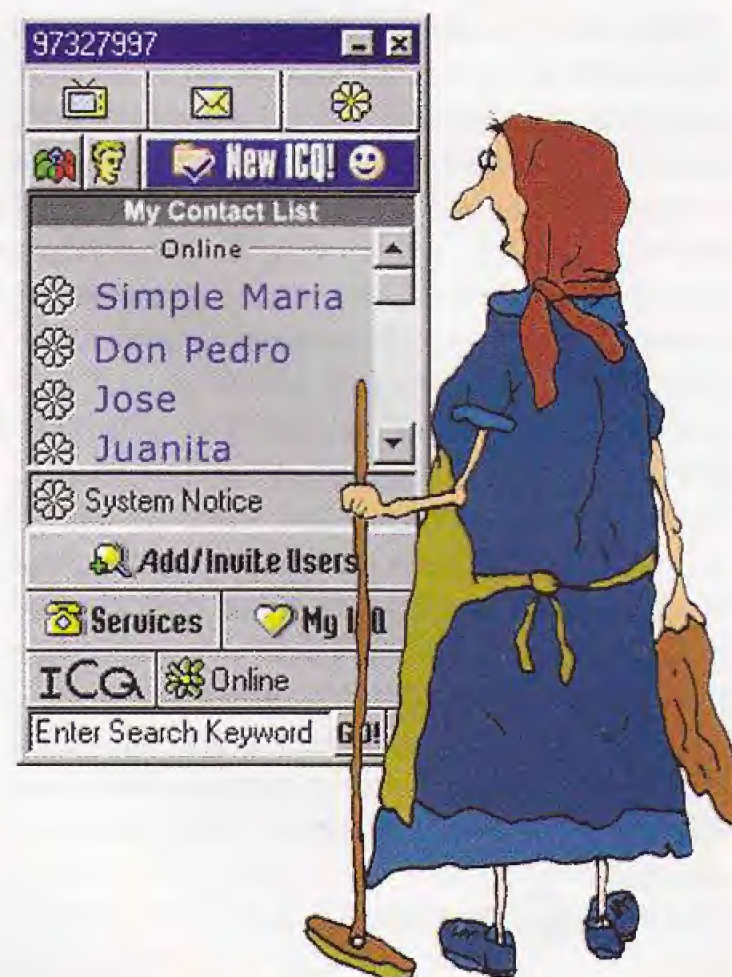 97327997
New ICQ!
My Contact List
Online
Simple Maria
Don Pedro
Jose
Juanita
System Notice
Add/Invite Users
Services
My
ICQ
Online
Enter Search Keyword